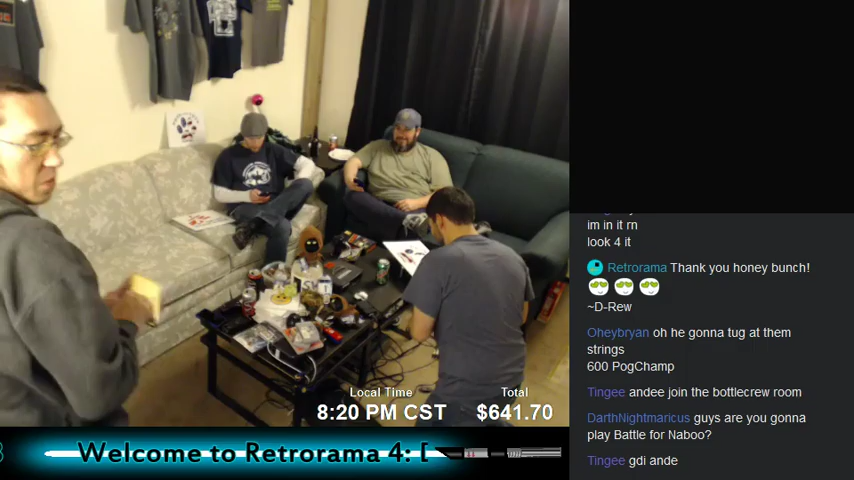 im in it rn
look 4 it
Retrorama Thank you honey bunch!
~D-Rew
Oheybryan oh he gonna tug at them
strings
600 PogChamp
Tingee andee join the bottlecrew room
DarthNightmaricus guys are you gonna
play Battle for Naboo?
Tingee gdi ande
Local Time
8:20 PM CST
Total
$641.70
Welcome to Retrorama 4: [